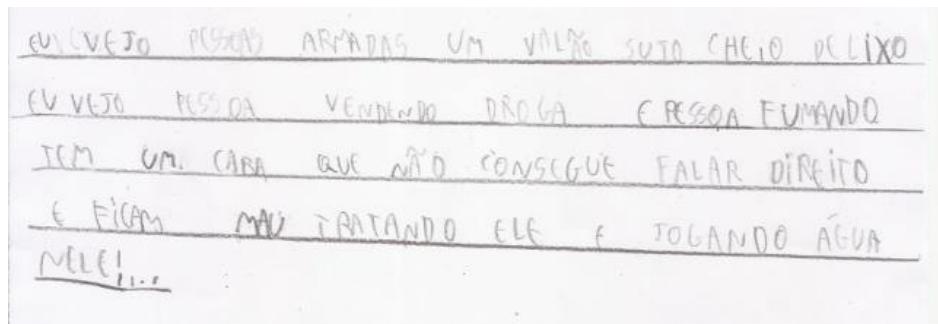 EU VEJO PESSOAS ARMADAS UM VALÃO SUJO CHEIO DE LIXO
EU VEJO PESSOA VENDENDO DROGA E PESSOA FUMANDO
TEM UM. CARA QUE NÃO CONSEGUE FALAR DIREITO
E FICAM MAU TRATANDO ELE E JOGANDO ÁGUA
NELE!...